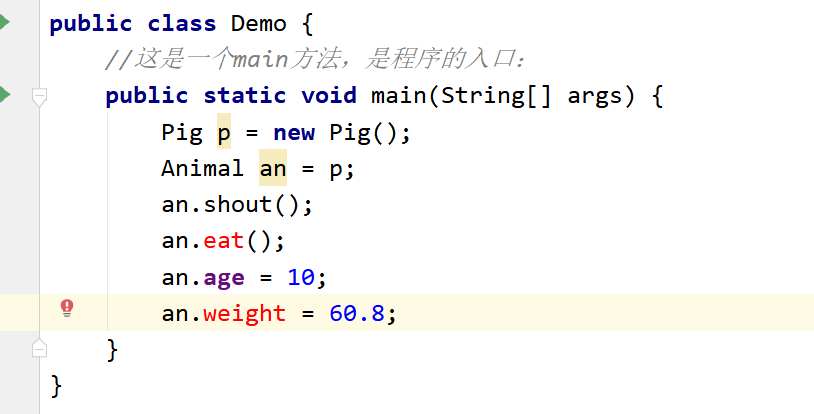 public class Demo {
//这是一个main方法，是程序的入口：
public static void main(String[] args) {
Pig p = new Pig();
Animal an = p;
an.shout();
an.eat();
an.age = 10;
an.weight = 60.8;
}
}